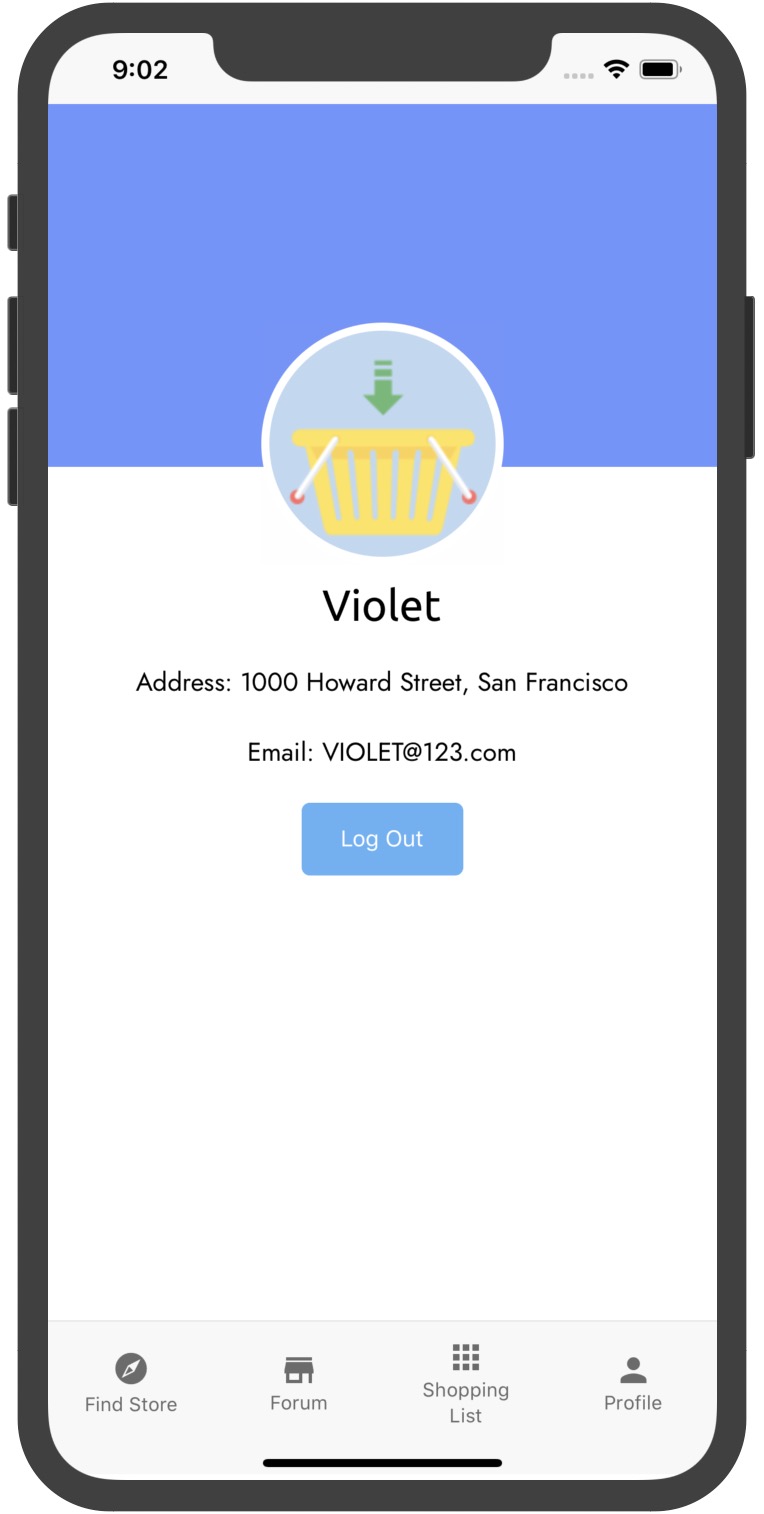 9:02
Violet
Address: 1000 Howard Street, San Francisco
Email: VIOLET@123.com
Log Out
Find Store
Forum
Shopping
List
Profile